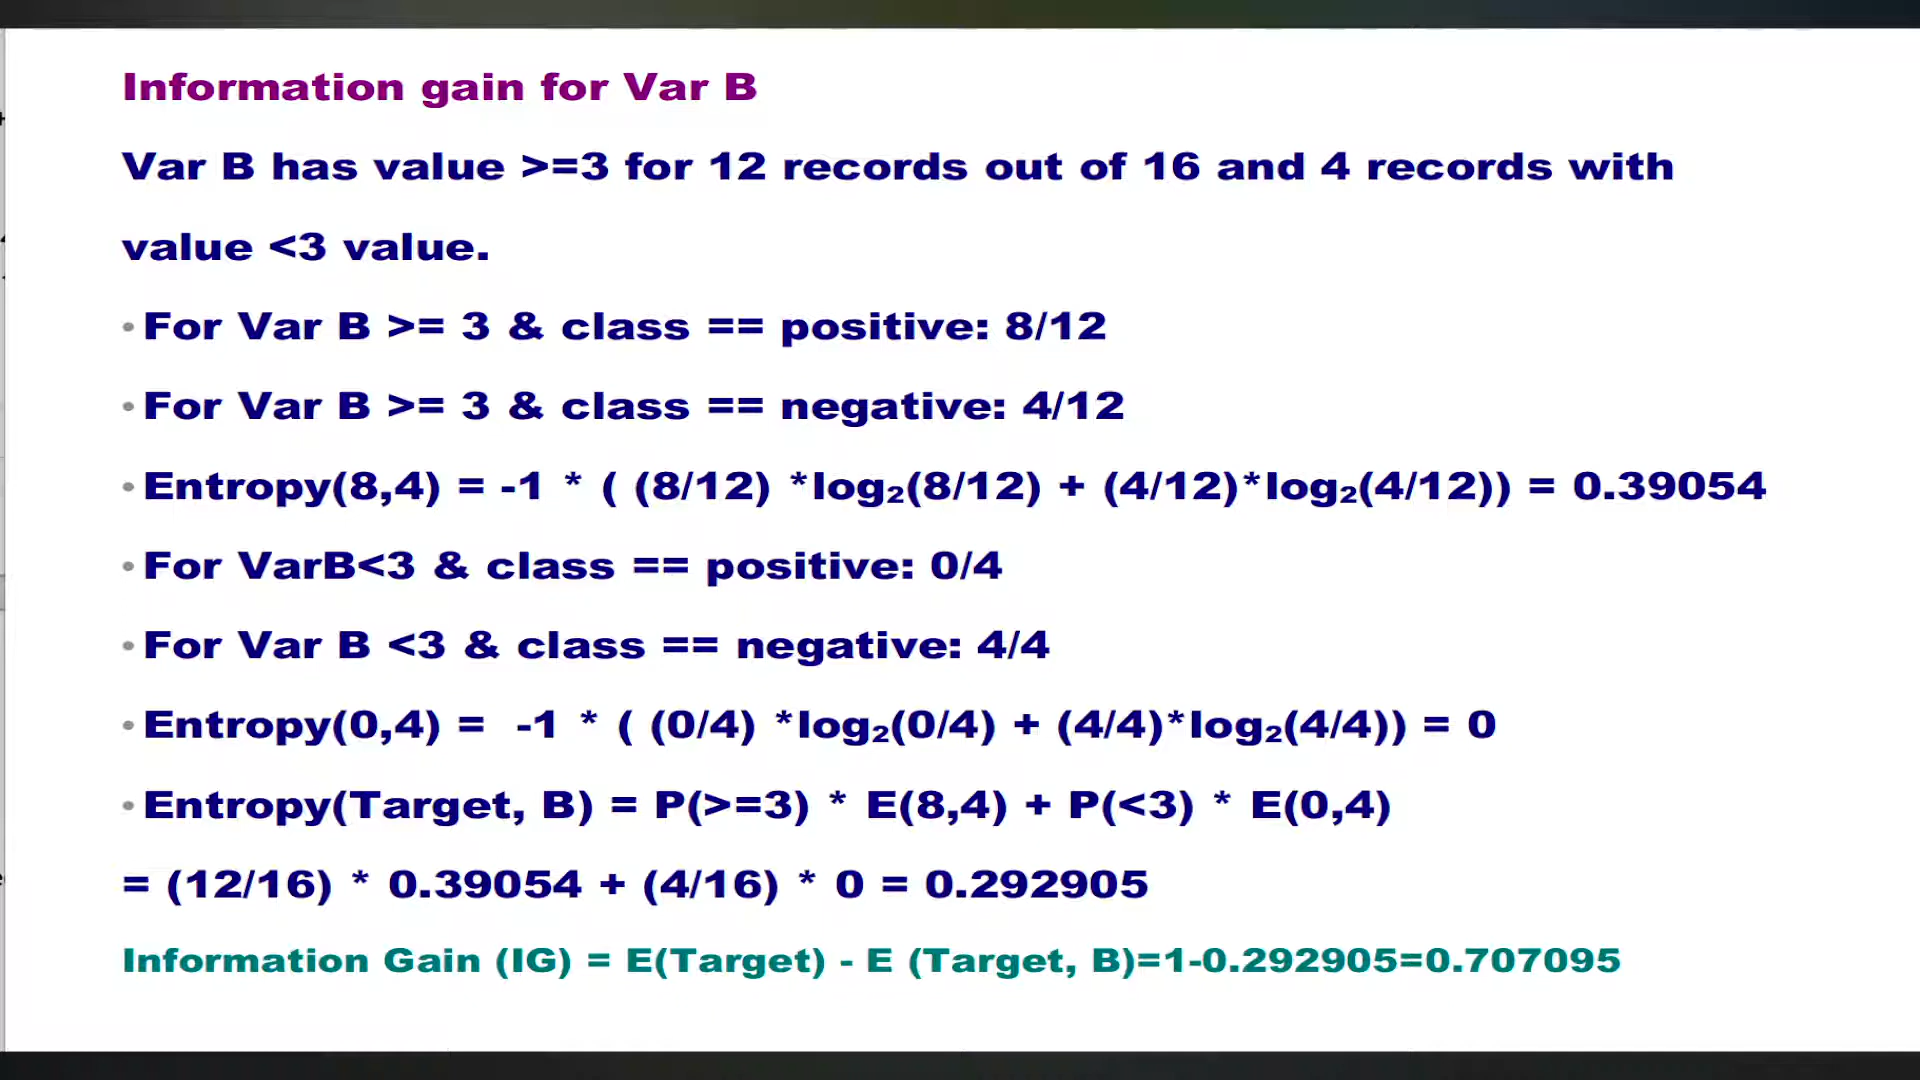 Information gain for Var B
Var B has value >=3 for 12 records out of 16 and 4 records with
value <3 value.
• For Var B >= 3 & class == positive: 8/12
• For Var B >= 3 & class == negative: 4/12
• Entropy(8,4) = -1 * ( (8/12) *log₂(8/12) + (4/12)*log₂(4/12)) = 0.39054
• For VarB<3 & class == positive: 0/4
• For Var B <3 & class == negative: 4/4
• Entropy(0,4) =  -1 * ( (0/4) *log₂(0/4) + (4/4)*log₂(4/4)) = 0
• Entropy(Target, B) = P(>=3) * E(8,4) + P(<3) * E(0,4)
= (12/16) * 0.39054 + (4/16) * 0 = 0.292905
Information Gain (IG) = E(Target) - E (Target, B)=1-0.292905=0.707095